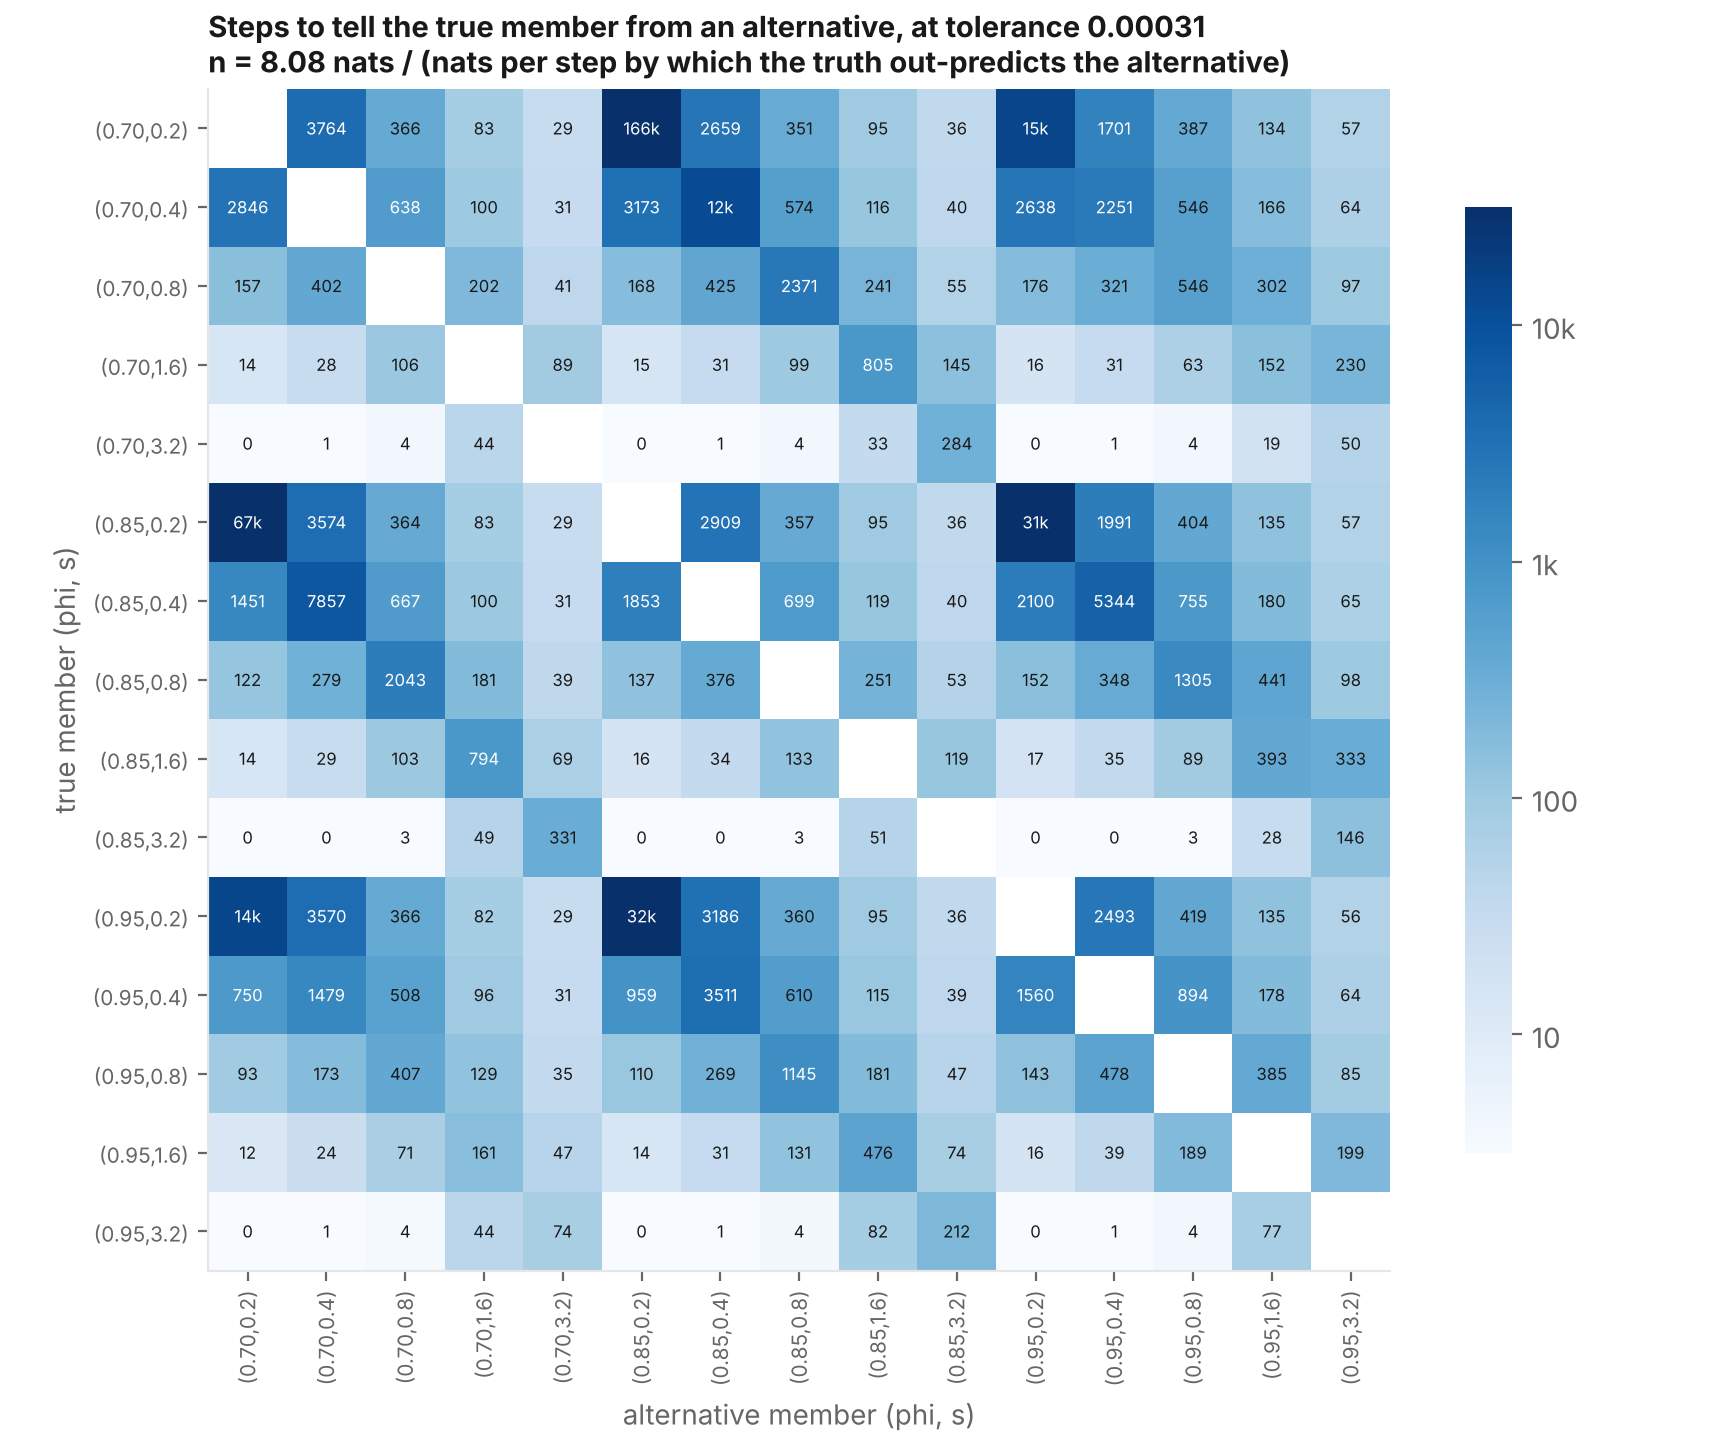 Steps to tell the true member from an alternative, at tolerance 0.00031
n = 8.08 nats / (nats per step by which the truth out-predicts the alternative)
(0.70,0.2) 3764 366 83 29 166k 2659 351 95 36 15k 1701 387 134 57
(0.70,0.4) 2846 638 100 31 3173 12k 574 116 40 2638 2251 546 166 64
(0.70,0.8) 157 402 202 41 168 425 2371 241 55 176 321 546 302 97
(0.70,1.6) 14 28 106 89 15 31 99 805 145 16 31 63 152 230
(0.70,3.2) 0 1 4 44 0 1 4 33 284 0 1 4 19 50
(0.85,0.2) 67k 3574 364 83 29 2909 357 95 36 31k 1991 404 135 57
(0.85,0.4) 1451 7857 667 100 31 1853 699 119 40 2100 5344 755 180 65
(0.85,0.8) 122 279 2043 181 39 137 376 251 53 152 348 1305 441 98
(0.85,1.6) 14 29 103 794 69 16 34 133 119 17 35 89 393 333
(0.85,3.2) 0 0 3 49 331 0 0 3 51 0 0 3 28 146
(0.95,0.2) 14k 3570 366 82 29 32k 3186 360 95 36 2493 419 135 56
(0.95,0.4) 750 1479 508 96 31 959 3511 610 115 39 1560 894 178 64
(0.95,0.8) 93 173 407 129 35 110 269 1145 181 47 143 478 385 85
(0.95,1.6) 12 24 71 161 47 14 31 131 476 74 16 39 189 199
(0.95,3.2) 0 1 4 44 74 0 1 4 82 212 0 1 4 77
(0.70,0.2) (0.70,0.4) (0.70,0.8) (0.70,1.6) (0.70,3.2) (0.85,0.2) (0.85,0.4) (0.85,0.8) (0.85,1.6) (0.85,3.2) (0.95,0.2) (0.95,0.4) (0.95,0.8) (0.95,1.6) (0.95,3.2)
alternative member (phi, s)
true member (phi, s)
10k
1k
100
10